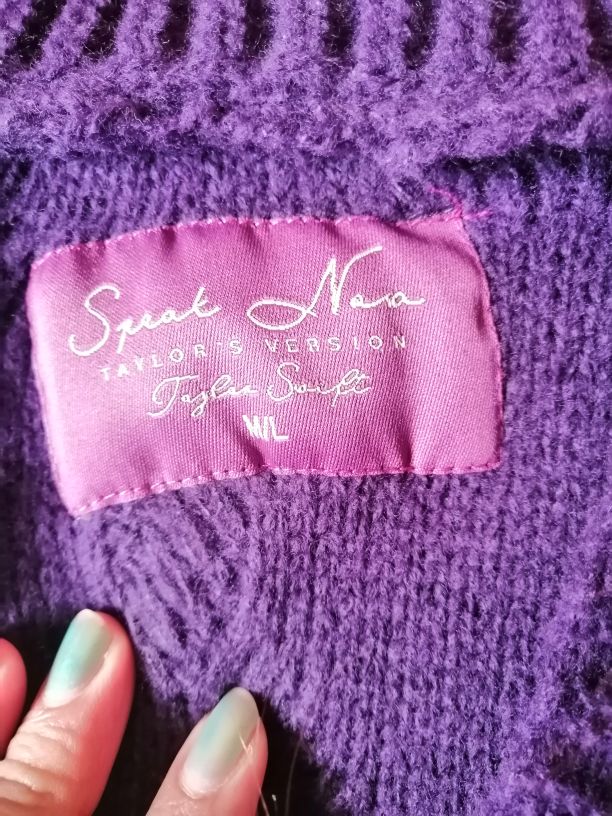 Speak Now
TAYLOR'S VERSION
Taylor Swift
W/L